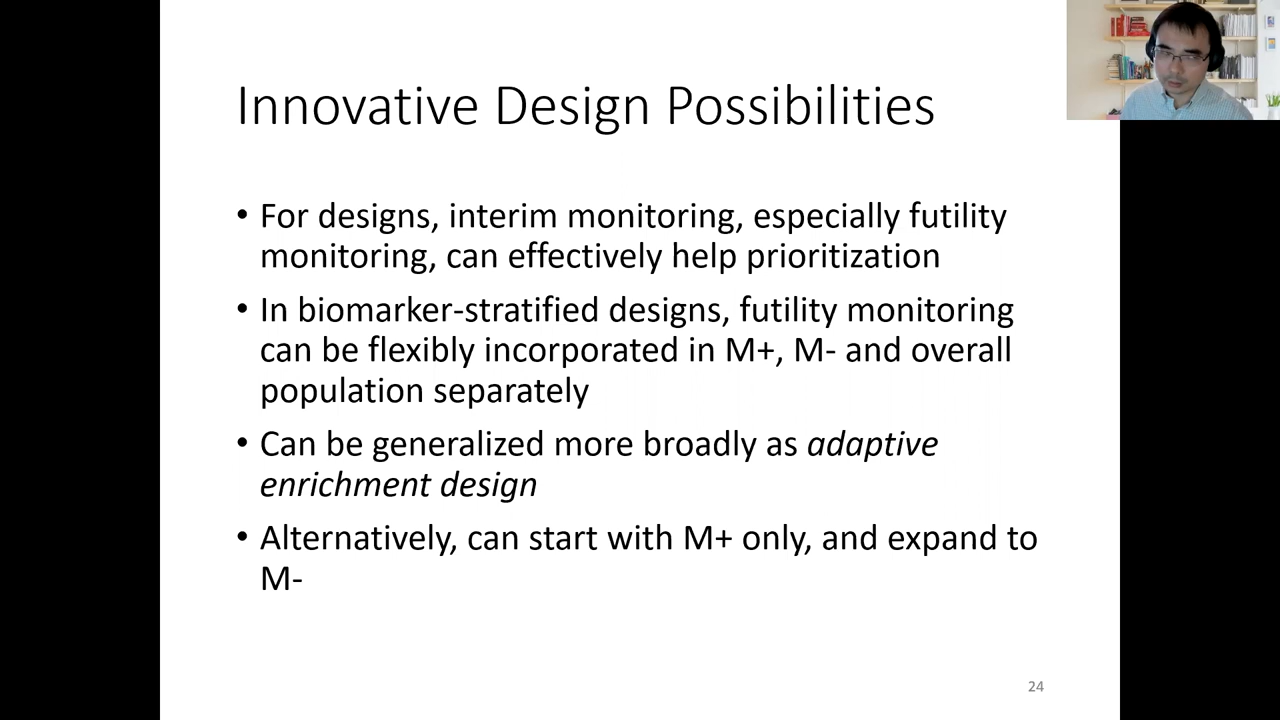 Innovative Design Possibilities
• For designs, interim monitoring, especially futility
monitoring, can effectively help prioritization
• In biomarker-stratified designs, futility monitoring
can be flexibly incorporated in M+, M- and overall
population separately
• Can be generalized more broadly as adaptive
enrichment design
• Alternatively, can start with M+ only, and expand to
M-
24